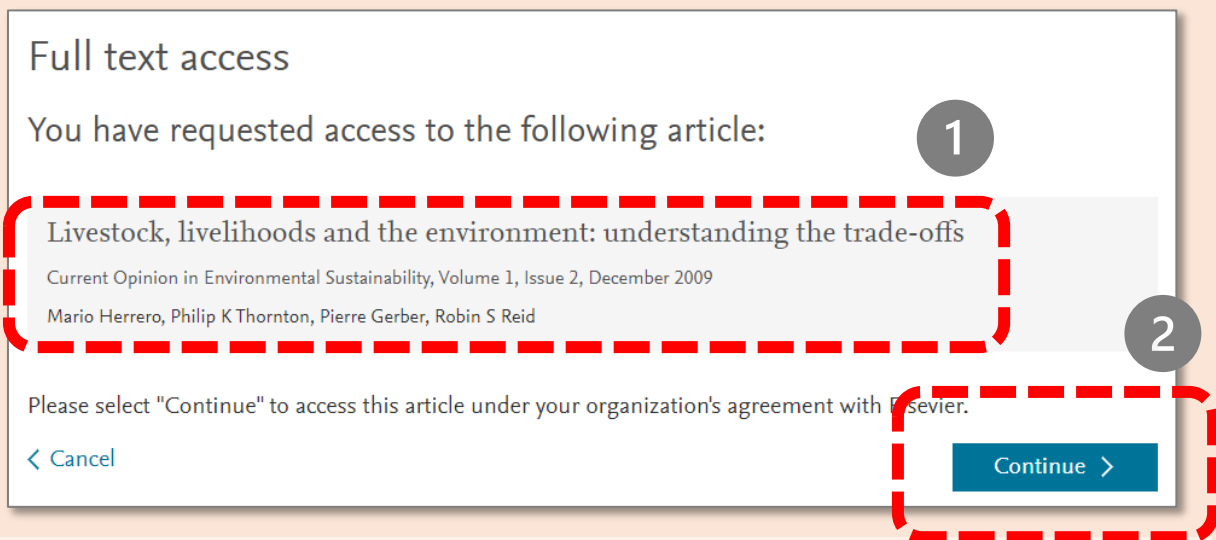 Full text access
You have requested access to the following article:
1
Livestock, livelihoods and the environment: understanding the trade-offs
Current Opinion in Environmental Sustainability, Volume 1, Issue 2, December 2009
Mario Herrero, Philip K Thornton, Pierre Gerber, Robin S Reid
2
Please select "Continue" to access this article under your organization's agreement with Elsevier.
Cancel
Continue